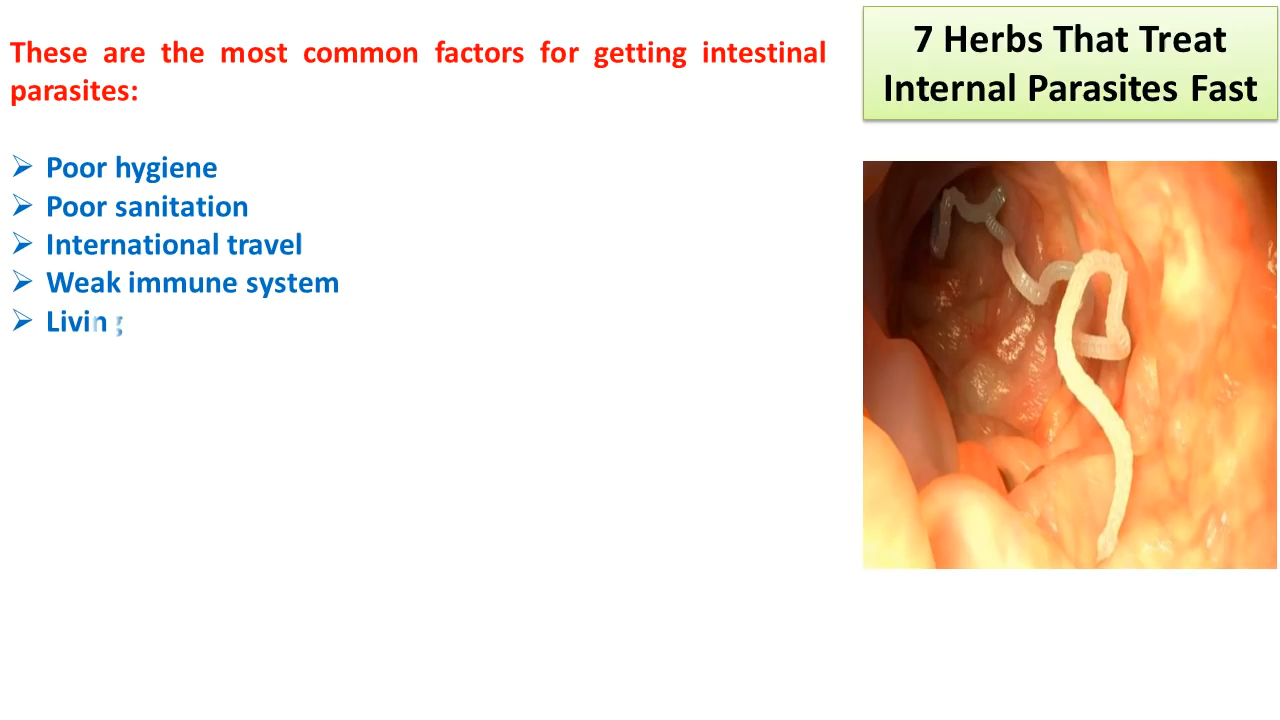 These are the most common factors for getting intestinal
parasites:
Poor hygiene
Poor sanitation
International travel
Weak immune system
Living
7 Herbs That Treat
Internal Parasites Fast